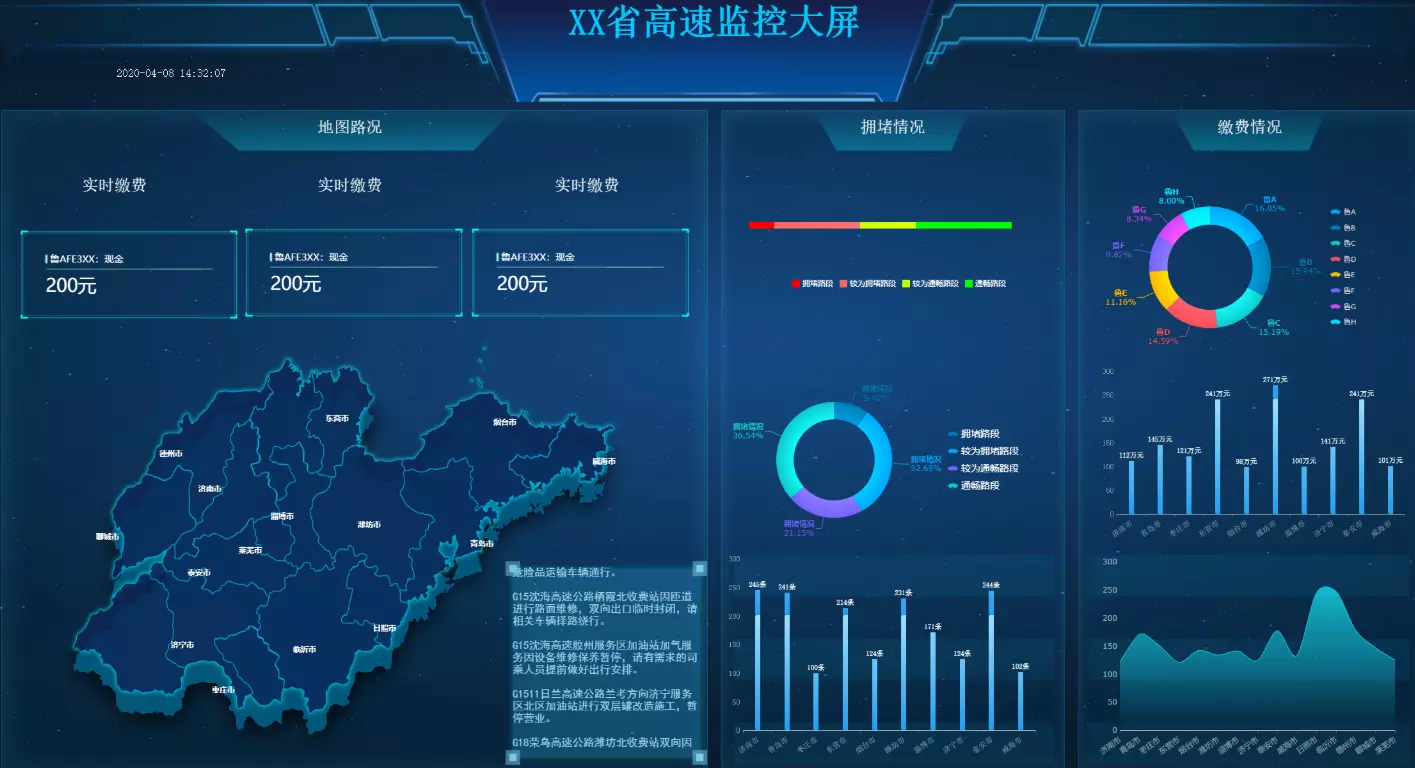 XX省高速监控大屏
2020-04-08 14:32:07
地图路况
实时缴费
实时缴费
实时缴费
鲁AFE3XX：现金
200元
鲁AFE3XX：现金
200元
鲁AFE3XX：现金
200元
东营市
烟台市
德州市
威海市
济南市
淄博市
潍坊市
聊城市
青岛市
莱芜市
泰安市
日照市
济宁市
临沂市
枣庄市
危险品运输车辆通行。
G15沈海高速公路栖霞北收费站因匝道
进行路面维修，双向出口临时封闭，请
相关车辆择路绕行。
G15沈海高速胶州服务区加油站加气服
务因设备维修保养暂停，请有需求的司
乘人员提前做好出行安排。
G1511日兰高速公路兰考方向济宁服务
区北区加油站进行双层罐改造施工，暂
停营业。
G18荣乌高速公路潍坊北收费站双向因
拥堵情况
拥堵路段 较为拥堵路段 较为通畅路段 通畅路段
拥堵情况
9.62%
拥堵情况
36.54%
拥堵情况
32.69%
拥堵情况
21.15%
拥堵路段
较为拥堵路段
较为通畅路段
通畅路段
300
250
200
150
100
50
0
245条 241条 100条 214条 124条 231条 171条 124条 244条 102条
济南市 青岛市 枣庄市 东营市 烟台市 潍坊市 淄博市 济宁市 泰安市 威海市
缴费情况
鲁H
8.00%
鲁A
16.95%
鲁G
8.34%
鲁F
9.82%
鲁B
15.94%
鲁E
11.16%
鲁C
15.19%
鲁D
14.59%
鲁A
鲁B
鲁C
鲁D
鲁E
鲁F
鲁G
鲁H
300
250
200
150
100
50
0
112万元 145万元 121万元 241万元 98万元 271万元 100万元 141万元 241万元 101万元
济南市 青岛市 枣庄市 东营市 烟台市 潍坊市 淄博市 济宁市 泰安市 威海市
300
250
200
150
100
50
0
济南市 青岛市 枣庄市 东营市 烟台市 潍坊市 淄博市 济宁市 泰安市 威海市 日照市 临沂市 德州市 聊城市 莱芜市